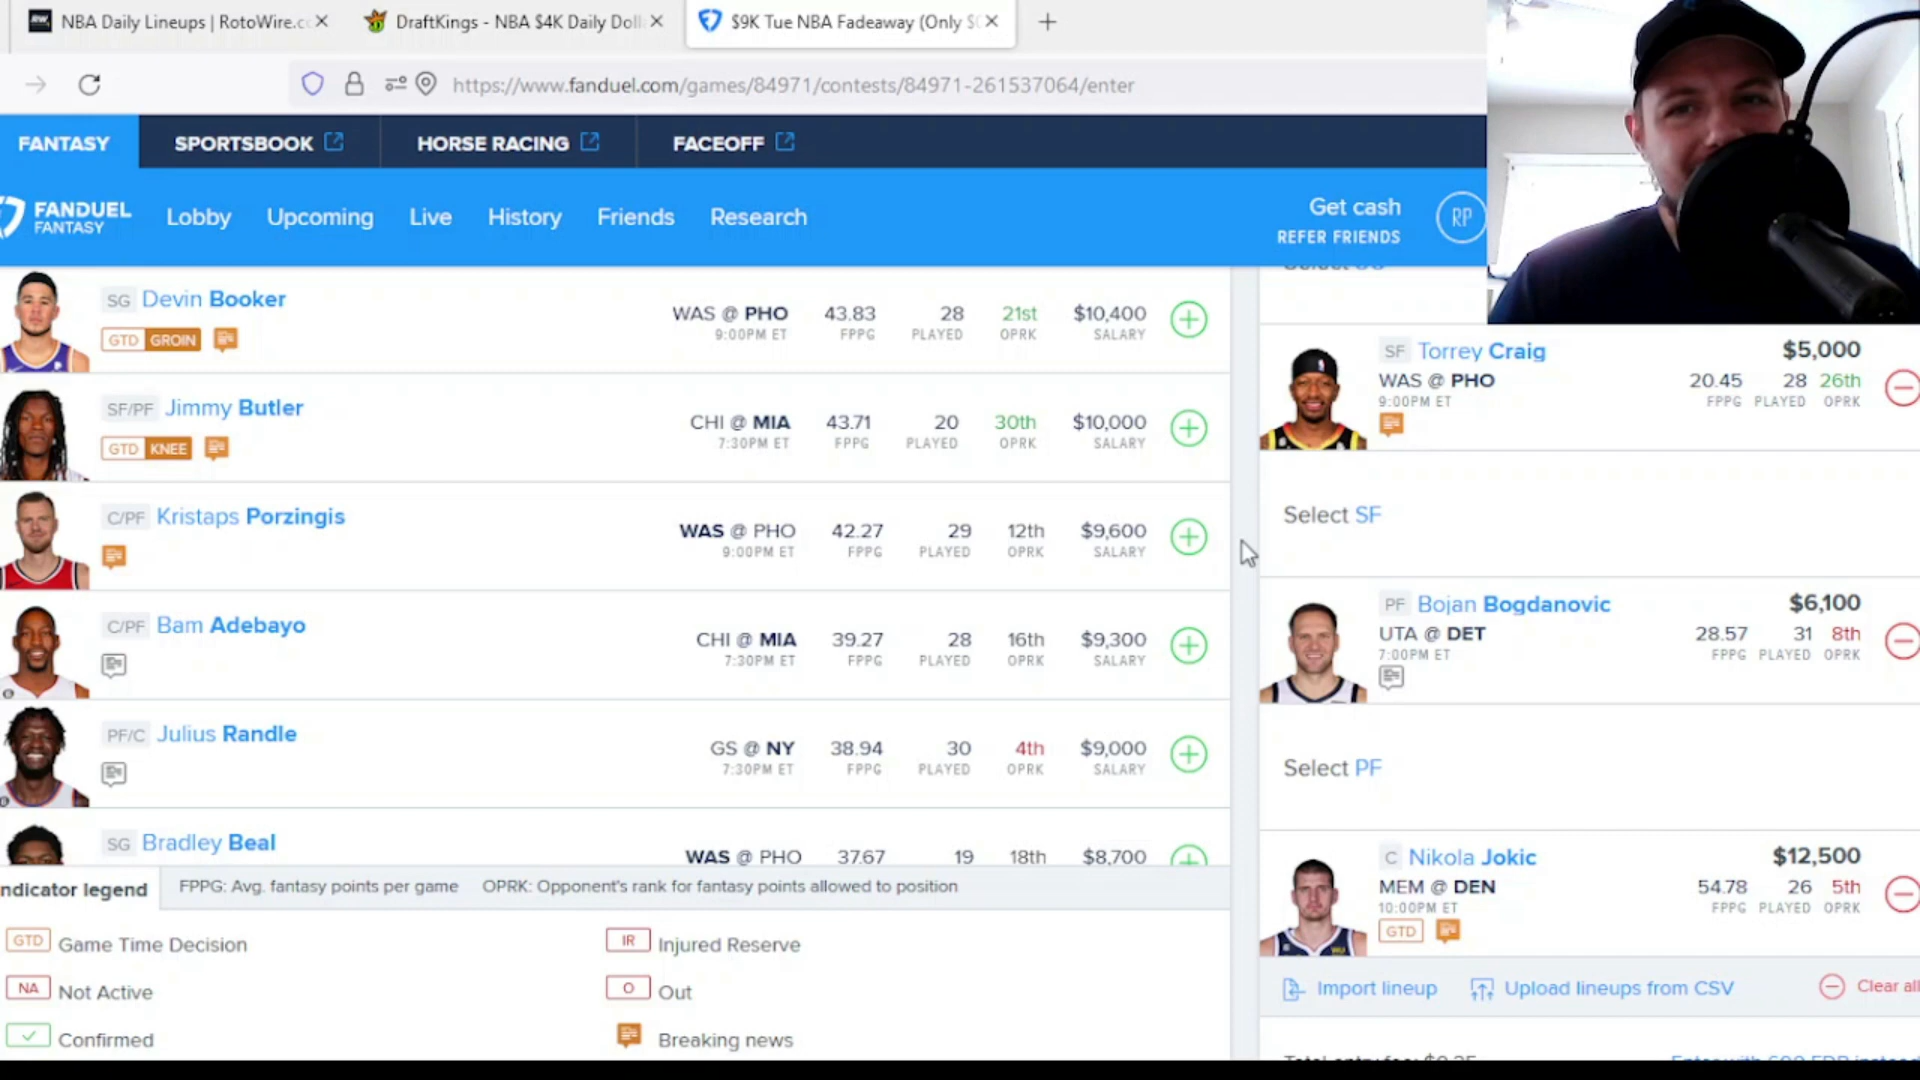 NBA Daily Lineups | RotoWire.c
DraftKings - NBA $4K Daily Doll
$9K Tue NBA Fadeaway (Only $
https://www.fanduel.com/games/84971/contests/84971-261537064/enter
FANTASY
SPORTSBOOK
HORSE RACING
FACEOFF
FANDUEL
FANTASY
Lobby
Upcoming
Live
History
Friends
Research
Get cash
REFER FRIENDS
RP
SG Devin Booker
GTD GROIN
WAS @ PHO 43.83 28 21st $10,400
9:00PM ET FPPG PLAYED OPRK SALARY
SF/PF Jimmy Butler
GTD KNEE
CHI @ MIA 43.71 20 30th $10,000
7:30PM ET FPPG PLAYED OPRK SALARY
C/PF Kristaps Porzingis
WAS @ PHO 42.27 29 12th $9,600
9:00PM ET FPPG PLAYED OPRK SALARY
C/PF Bam Adebayo
CHI @ MIA 39.27 28 16th $9,300
7:30PM ET FPPG PLAYED OPRK SALARY
PF/C Julius Randle
GS @ NY 38.94 30 4th $9,000
7:30PM ET FPPG PLAYED OPRK SALARY
SG Bradley Beal
WAS @ PHO 37.67 19 18th $8,700
ndicator legend
FPPG: Avg. fantasy points per game
OPRK: Opponent's rank for fantasy points allowed to position
GTD Game Time Decision
IR Injured Reserve
NA Not Active
O Out
Confirmed
Breaking news
SF Torrey Craig $5,000
WAS @ PHO 20.45 28 26th
9:00PM ET FPPG PLAYED OPRK
Select SF
PF Bojan Bogdanovic $6,100
UTA @ DET 28.57 31 8th
7:00PM ET FPPG PLAYED OPRK
Select PF
C Nikola Jokic $12,500
MEM @ DEN 54.78 26 5th
10:00PM ET FPPG PLAYED OPRK
GTD
Import lineup
Upload lineups from CSV
Clear all